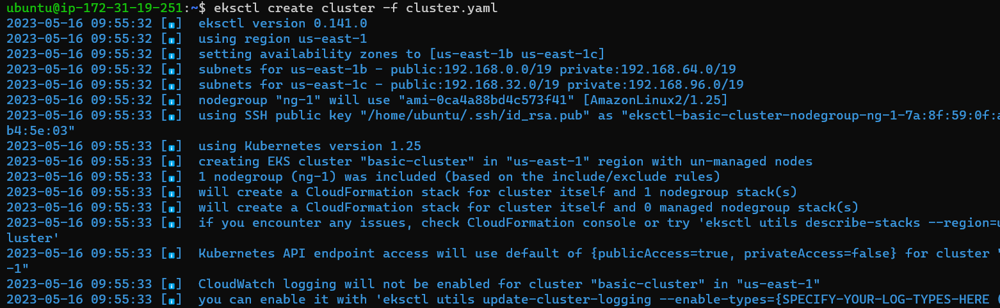 ubuntu@ip-172-31-19-251:~$ eksctl create cluster -f cluster.yaml
2023-05-16 09:55:32 [ℹ]  eksctl version 0.141.0
2023-05-16 09:55:32 [ℹ]  using region us-east-1
2023-05-16 09:55:32 [ℹ]  setting availability zones to [us-east-1b us-east-1c]
2023-05-16 09:55:32 [ℹ]  subnets for us-east-1b - public:192.168.0.0/19 private:192.168.64.0/19
2023-05-16 09:55:32 [ℹ]  subnets for us-east-1c - public:192.168.32.0/19 private:192.168.96.0/19
2023-05-16 09:55:32 [ℹ]  nodegroup "ng-1" will use "ami-0ca4a88bd4c573f41" [AmazonLinux2/1.25]
2023-05-16 09:55:33 [ℹ]  using SSH public key "/home/ubuntu/.ssh/id_rsa.pub" as "eksctl-basic-cluster-nodegroup-ng-1-7a:8f:59:0f:a
b4:5e:03"
2023-05-16 09:55:33 [ℹ]  using Kubernetes version 1.25
2023-05-16 09:55:33 [ℹ]  creating EKS cluster "basic-cluster" in "us-east-1" region with un-managed nodes
2023-05-16 09:55:33 [ℹ]  1 nodegroup (ng-1) was included (based on the include/exclude rules)
2023-05-16 09:55:33 [ℹ]  will create a CloudFormation stack for cluster itself and 1 nodegroup stack(s)
2023-05-16 09:55:33 [ℹ]  will create a CloudFormation stack for cluster itself and 0 managed nodegroup stack(s)
2023-05-16 09:55:33 [ℹ]  if you encounter any issues, check CloudFormation console or try 'eksctl utils describe-stacks --region=u
luster'
2023-05-16 09:55:33 [ℹ]  Kubernetes API endpoint access will use default of {publicAccess=true, privateAccess=false} for cluster "
-1"
2023-05-16 09:55:33 [ℹ]  CloudWatch logging will not be enabled for cluster "basic-cluster" in "us-east-1"
2023-05-16 09:55:33 [ℹ]  you can enable it with 'eksctl utils update-cluster-logging --enable-types={SPECIFY-YOUR-LOG-TYPES-HERE (